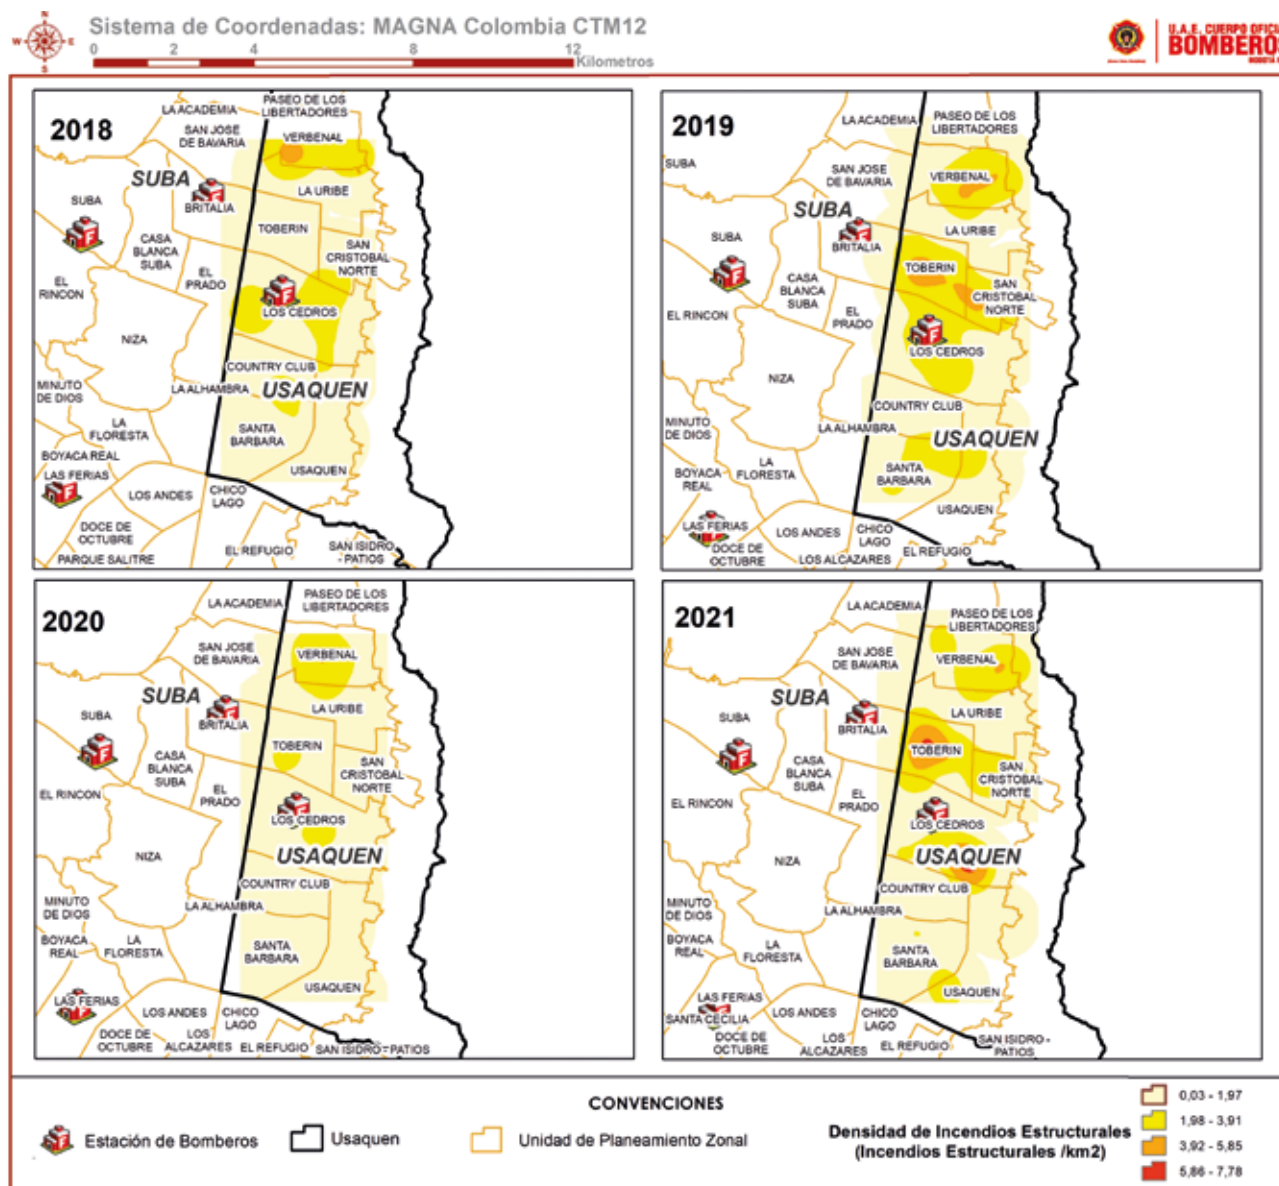 Sistema de Coordenadas: MAGNA Colombia CTM12
N
W E
S
0 2 4 8 12
Kilometros
U.A.E. CUERPO OFICIA
BOMBEROS
2018
LA ACADEMIA
PASEO DE LOS
LIBERTADORES
SAN JOSE
DE BAVARIA
VERBENAL
SUBA
LA URIBE
SUBA
BRITALIA
TOBERIN
CASA
BLANCA
SUBA
SAN
CRISTOBAL
NORTE
EL
PRADO
EL
RINCON
LOS CEDROS
NIZA
COUNTRY CLUB
MINUTO
DE DIOS
LA ALHAMBRA
USAQUEN
LA
FLORESTA
SANTA
BARBARA
BOYACA REAL
LAS FERIAS
USAQUEN
LOS ANDES
CHICO
LAGO
DOCE DE
OCTUBRE
EL REFUGIO
SAN ISIDRO
- PATIOS
PARQUE SALITRE
2019
LA ACADEMIA
PASEO DE LOS
LIBERTADORES
SUBA
SAN JOSE
DE BAVARIA
VERBENAL
SUBA
LA URIBE
SUBA
BRITALIA
TOBERIN
CASA
BLANCA
SUBA
SAN
CRISTOBAL
NORTE
EL RINCON
EL
PRADO
LOS CEDROS
NIZA
COUNTRY CLUB
MINUTO
DE DIOS
LA ALHAMBRA
USAQUEN
BOYACA
REAL
LA
FLORESTA
SANTA
BARBARA
USAQUEN
LAS FERIAS
LOS ANDES
CHICO
LAGO
DOCE DE
OCTUBRE
LOS ALCAZARES
EL REFUGIO
2020
LA ACADEMIA
PASEO DE LOS
LIBERTADORES
SAN JOSE
DE BAVARIA
VERBENAL
SUBA
LA URIBE
SUBA
BRITALIA
TOBERIN
CASA
BLANCA
SUBA
SAN
CRISTOBAL
NORTE
EL RINCON
EL
PRADO
LOS CEDROS
NIZA
USAQUEN
COUNTRY CLUB
MINUTO
DE DIOS
LA ALHAMBRA
BOYACA
REAL
LA
FLORESTA
SANTA
BARBARA
USAQUEN
LAS FERIAS
LOS ANDES
CHICO
LAGO
DOCE DE
OCTUBRE
LOS
ALCAZARES
EL REFUGIO
SAN ISIDRO - PATIOS
2021
LA ACADEMIA
PASEO DE LOS
LIBERTADORES
SAN JOSE
DE BAVARIA
VERBENAL
SUBA
LA URIBE
SUBA
BRITALIA
TOBERIN
CASA
BLANCA
SUBA
SAN
CRISTOBAL
NORTE
EL RINCON
EL
PRADO
LOS CEDROS
NIZA
USAQUEN
COUNTRY CLUB
MINUTO
DE DIOS
LA ALHAMBRA
BOYACA
REAL
LA
FLORESTA
SANTA
BARBARA
USAQUEN
LAS FERIAS
SANTA CECILIA
LOS ANDES
CHICO
LAGO
DOCE DE
OCTUBRE
LOS
ALCAZARES
EL REFUGIO
SAN ISIDRO -
PATIOS
CONVENCIONES
Estación de Bomberos
Usaquen
Unidad de Planeamiento Zonal
Densidad de Incendios Estructurales
(Incendios Estructurales /km2)
0,03 - 1,97
1,98 - 3,91
3,92 - 5,85
5,86 - 7,78